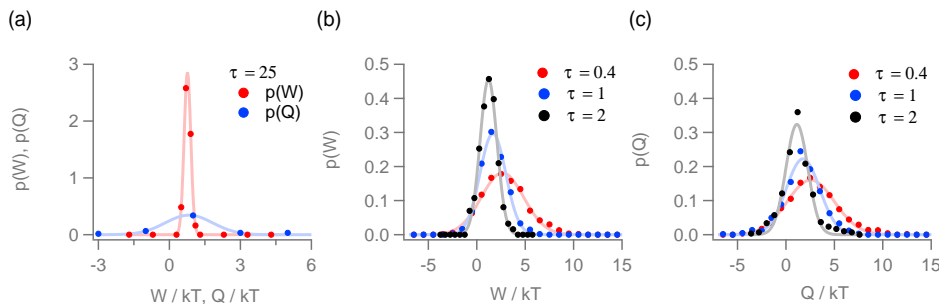 (a)
(b)
(c)
τ = 25
p(W)
p(Q)
p(W), p(Q)
3
2
1
0
-3
0
3
6
W / kT, Q / kT
τ = 0.4
τ = 1
τ = 2
p(W)
0.5
0.4
0.3
0.2
0.1
0.0
-5
0
5
10
15
W / kT
τ = 0.4
τ = 1
τ = 2
p(Q)
0.5
0.4
0.3
0.2
0.1
0.0
-5
0
5
10
15
Q / kT